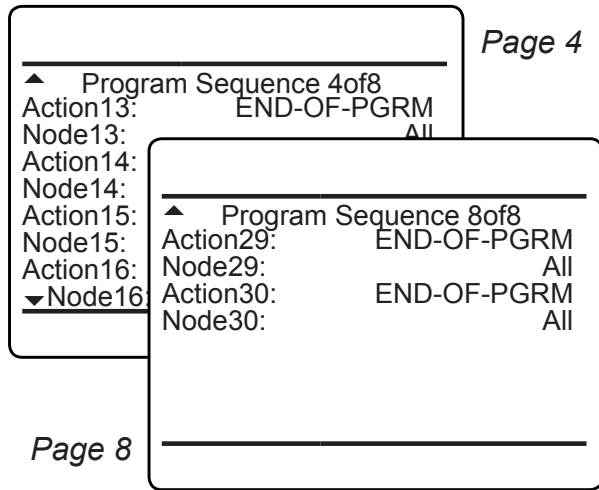 Page 4
Program Sequence 4of8
Action13: END-OF-PGRM
Node13: All
Action14:
Node14:
Action15:
Node15:
Action16:
Node16:
Program Sequence 8of8
Action29: END-OF-PGRM
Node29: All
Action30: END-OF-PGRM
Node30: All
Page 8